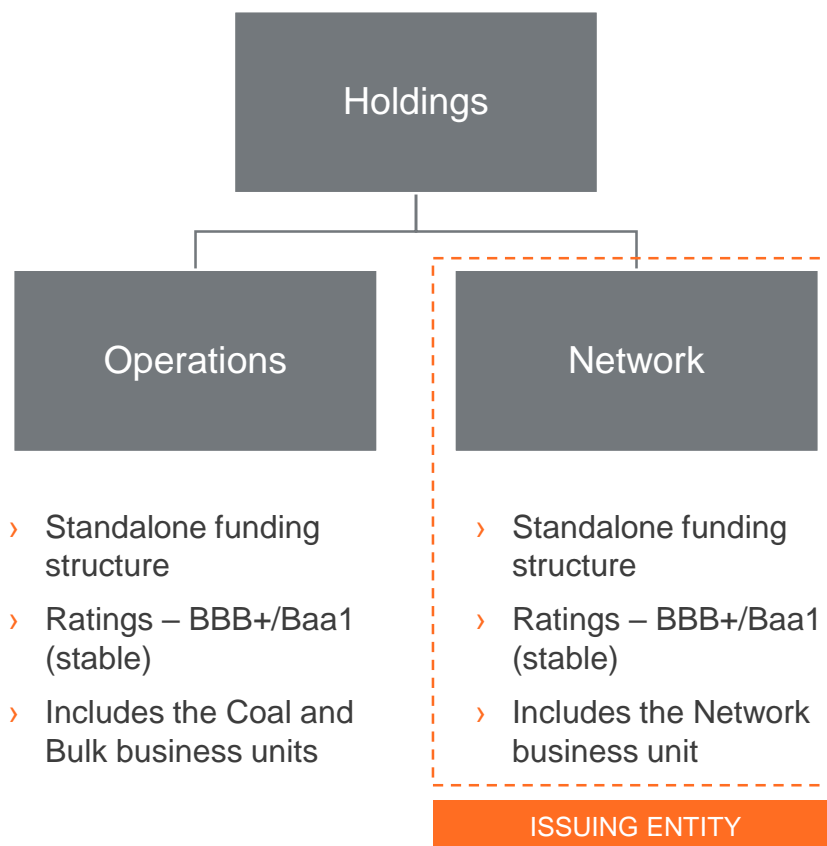 Holdings
Operations
Network
› Standalone funding
structure
› Ratings – BBB+/Baa1
(stable)
› Includes the Coal and
Bulk business units
› Standalone funding
structure
› Ratings – BBB+/Baa1
(stable)
› Includes the Network
business unit
ISSUING ENTITY